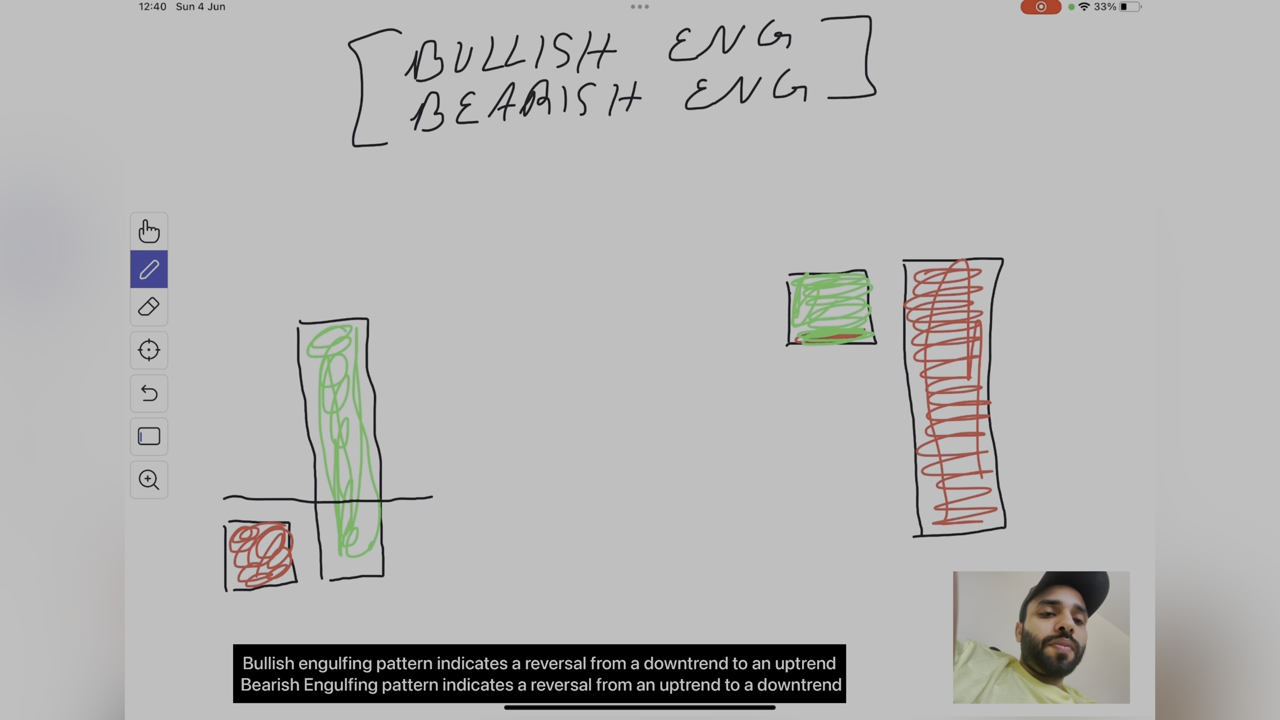 12:40 Sun 4 Jun
33%
BULLISH ENG
BEARISH ENG
Bullish engulfing pattern indicates a reversal from a downtrend to an uptrend
Bearish Engulfing pattern indicates a reversal from an uptrend to a downtrend